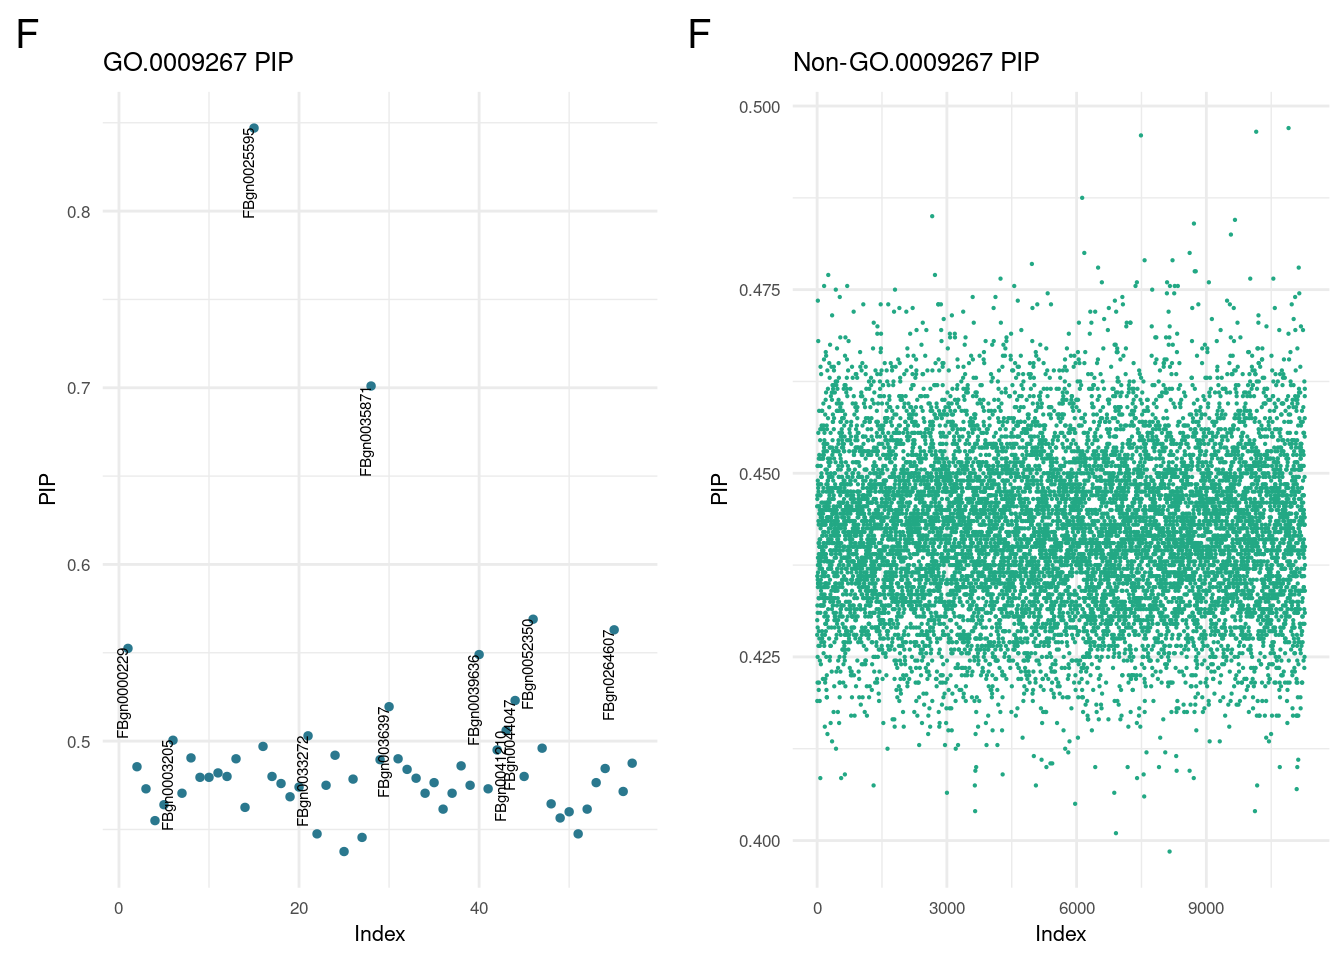 F
GO.0009267 PIP
PIP
0.8
0.7
0.6
0.5
FBgn0000229
FBgn0003205
FBgn0025595
FBgn0033272
FBgn0035871
FBgn0036397
FBgn0039636
FBgn0041210
FBgn0044047
FBgn0052350
FBgn0264607
0
20
40
Index
F
Non-GO.0009267 PIP
PIP
0.500
0.475
0.450
0.425
0.400
0
3000
6000
9000
Index